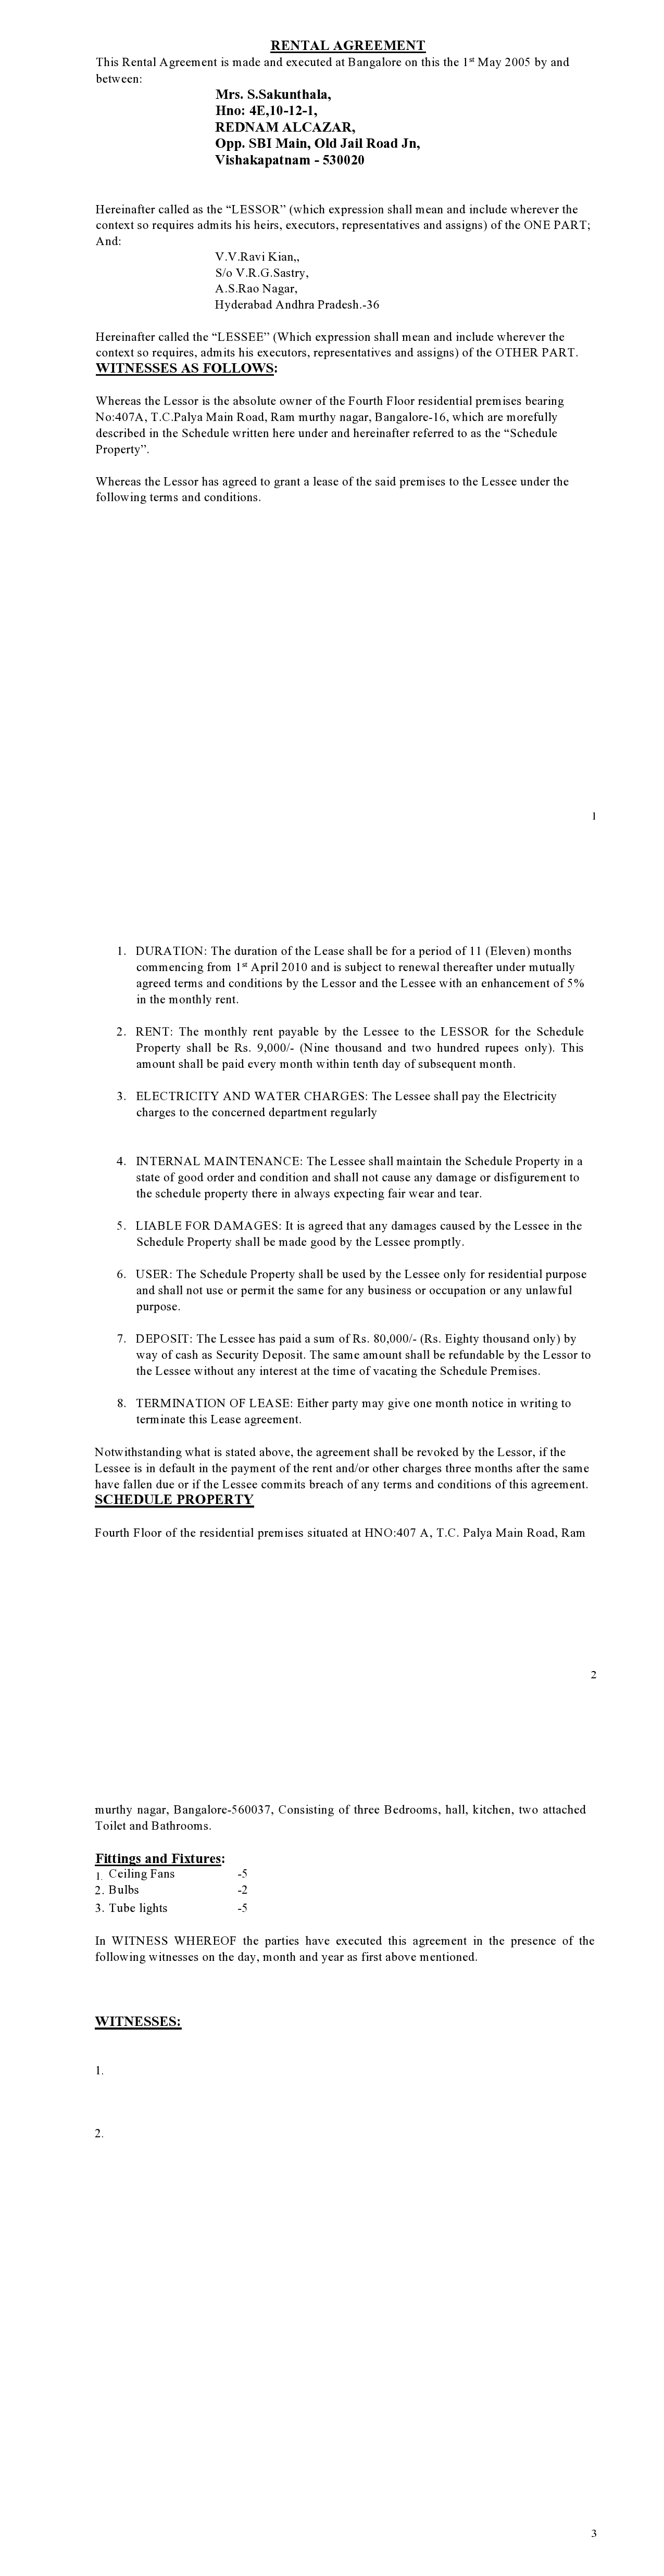 RENTAL AGREEMENT
This Rental Agreement is made and executed at Bangalore on this the 1st May 2005 by and
between:
Mrs. S.Sakunthala,
Hno: 4E,10-12-1,
REDNAM ALCAZAR,
Opp. SBI Main, Old Jail Road Jn,
Vishakapatnam - 530020
Hereinafter called as the “LESSOR” (which expression shall mean and include wherever the
context so requires admits his heirs, executors, representatives and assigns) of the ONE PART;
And:
V.V.Ravi Kian,,
S/o V.R.G.Sastry,
A.S.Rao Nagar,
Hyderabad Andhra Pradesh.-36
Hereinafter called the “LESSEE” (Which expression shall mean and include wherever the
context so requires, admits his executors, representatives and assigns) of the OTHER PART.
WITNESSES AS FOLLOWS:
Whereas the Lessor is the absolute owner of the Fourth Floor residential premises bearing
No:407A, T.C.Palya Main Road, Ram murthy nagar, Bangalore-16, which are morefully
described in the Schedule written here under and hereinafter referred to as the “Schedule
Property”.
Whereas the Lessor has agreed to grant a lease of the said premises to the Lessee under the
following terms and conditions.
1
1. DURATION: The duration of the Lease shall be for a period of 11 (Eleven) months
commencing from 1st April 2010 and is subject to renewal thereafter under mutually
agreed terms and conditions by the Lessor and the Lessee with an enhancement of 5%
in the monthly rent.
2. RENT: The monthly rent payable by the Lessee to the LESSOR for the Schedule
Property shall be Rs. 9,000/- (Nine thousand and two hundred rupees only). This
amount shall be paid every month within tenth day of subsequent month.
3. ELECTRICITY AND WATER CHARGES: The Lessee shall pay the Electricity
charges to the concerned department regularly
4. INTERNAL MAINTENANCE: The Lessee shall maintain the Schedule Property in a
state of good order and condition and shall not cause any damage or disfigurement to
the schedule property there in always expecting fair wear and tear.
5. LIABLE FOR DAMAGES: It is agreed that any damages caused by the Lessee in the
Schedule Property shall be made good by the Lessee promptly.
6. USER: The Schedule Property shall be used by the Lessee only for residential purpose
and shall not use or permit the same for any business or occupation or any unlawful
purpose.
7. DEPOSIT: The Lessee has paid a sum of Rs. 80,000/- (Rs. Eighty thousand only) by
way of cash as Security Deposit. The same amount shall be refundable by the Lessor to
the Lessee without any interest at the time of vacating the Schedule Premises.
8. TERMINATION OF LEASE: Either party may give one month notice in writing to
terminate this Lease agreement.
Notwithstanding what is stated above, the agreement shall be revoked by the Lessor, if the
Lessee is in default in the payment of the rent and/or other charges three months after the same
have fallen due or if the Lessee commits breach of any terms and conditions of this agreement.
SCHEDULE PROPERTY
Fourth Floor of the residential premises situated at HNO:407 A, T.C. Palya Main Road, Ram
2
murthy nagar, Bangalore-560037, Consisting of three Bedrooms, hall, kitchen, two attached
Toilet and Bathrooms.
Fittings and Fixtures:
1. Ceiling Fans -5
2. Bulbs -2
3. Tube lights -5
In WITNESS WHEREOF the parties have executed this agreement in the presence of the
following witnesses on the day, month and year as first above mentioned.
WITNESSES:
1.
2.
3